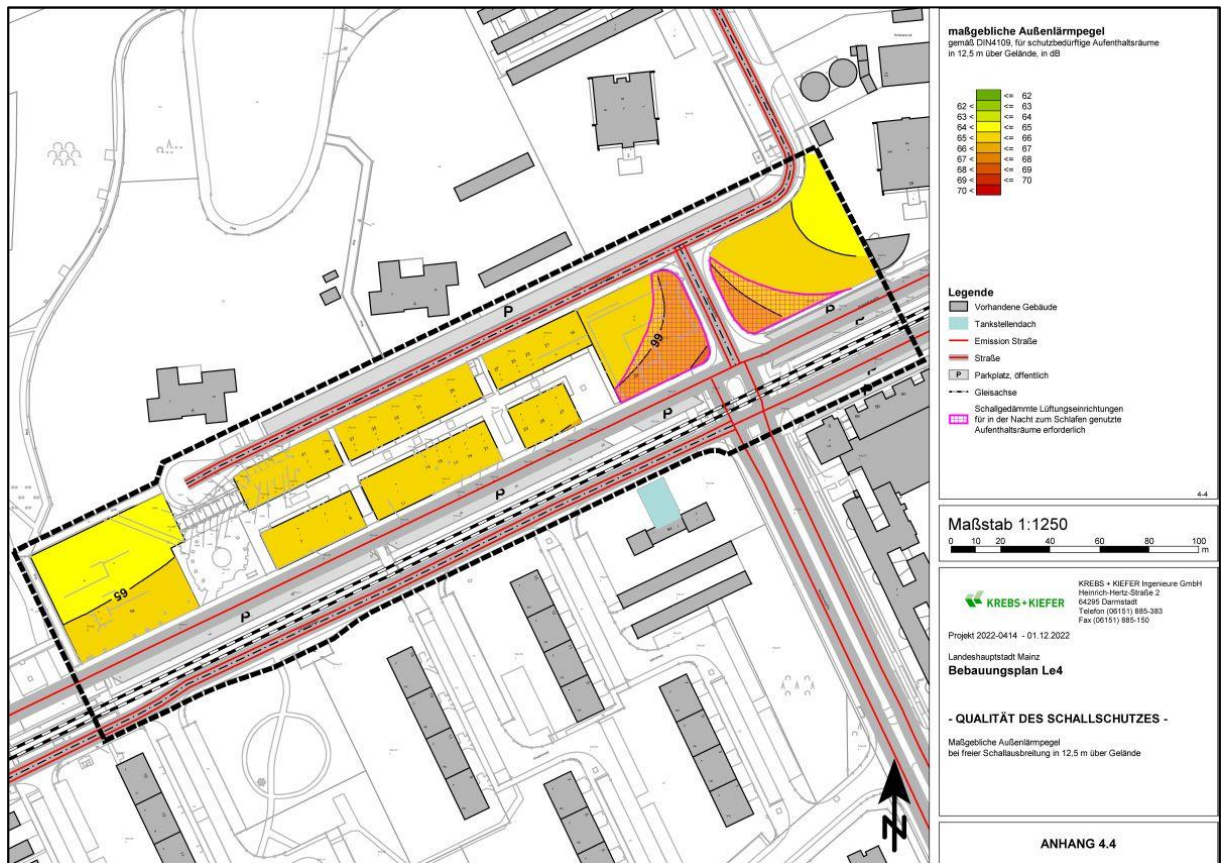 maßgebliche Außenlärmpegel
gemäß DIN4109, für schutzbedürftige Aufenthaltsräume
in 12,5 m über Gelände, in dB
<= 62
62 < <= 63
63 < <= 64
64 < <= 65
65 < <= 66
66 < <= 67
67 < <= 68
68 < <= 69
69 < <= 70
70 <
Legende
Vorhandene Gebäude
Tankstellendach
Emission Straße
Straße
P Parkplatz, öffentlich
Gleisachse
Schallgedämmte Lüftungseinrichtungen
für in der Nacht zum Schlafen genutzte
Aufenthaltsräume erforderlich
4-4
Maßstab 1:1250
0 10 20 40 60 80 100
m
KREBS+KIEFER
KREBS + KIEFER Ingenieure GmbH
Heinrich-Hertz-Straße 2
64295 Darmstadt
Telefon (06151) 885-383
Fax (06151) 885-150
Projekt 2022-0414 - 01.12.2022
Landeshauptstadt Mainz
Bebauungsplan Le4
- QUALITÄT DES SCHALLSCHUTZES -
Maßgebliche Außenlärmpegel
bei freier Schallausbreitung in 12,5 m über Gelände
ANHANG 4.4
P
P
P
P
P
P
P
66
65
N